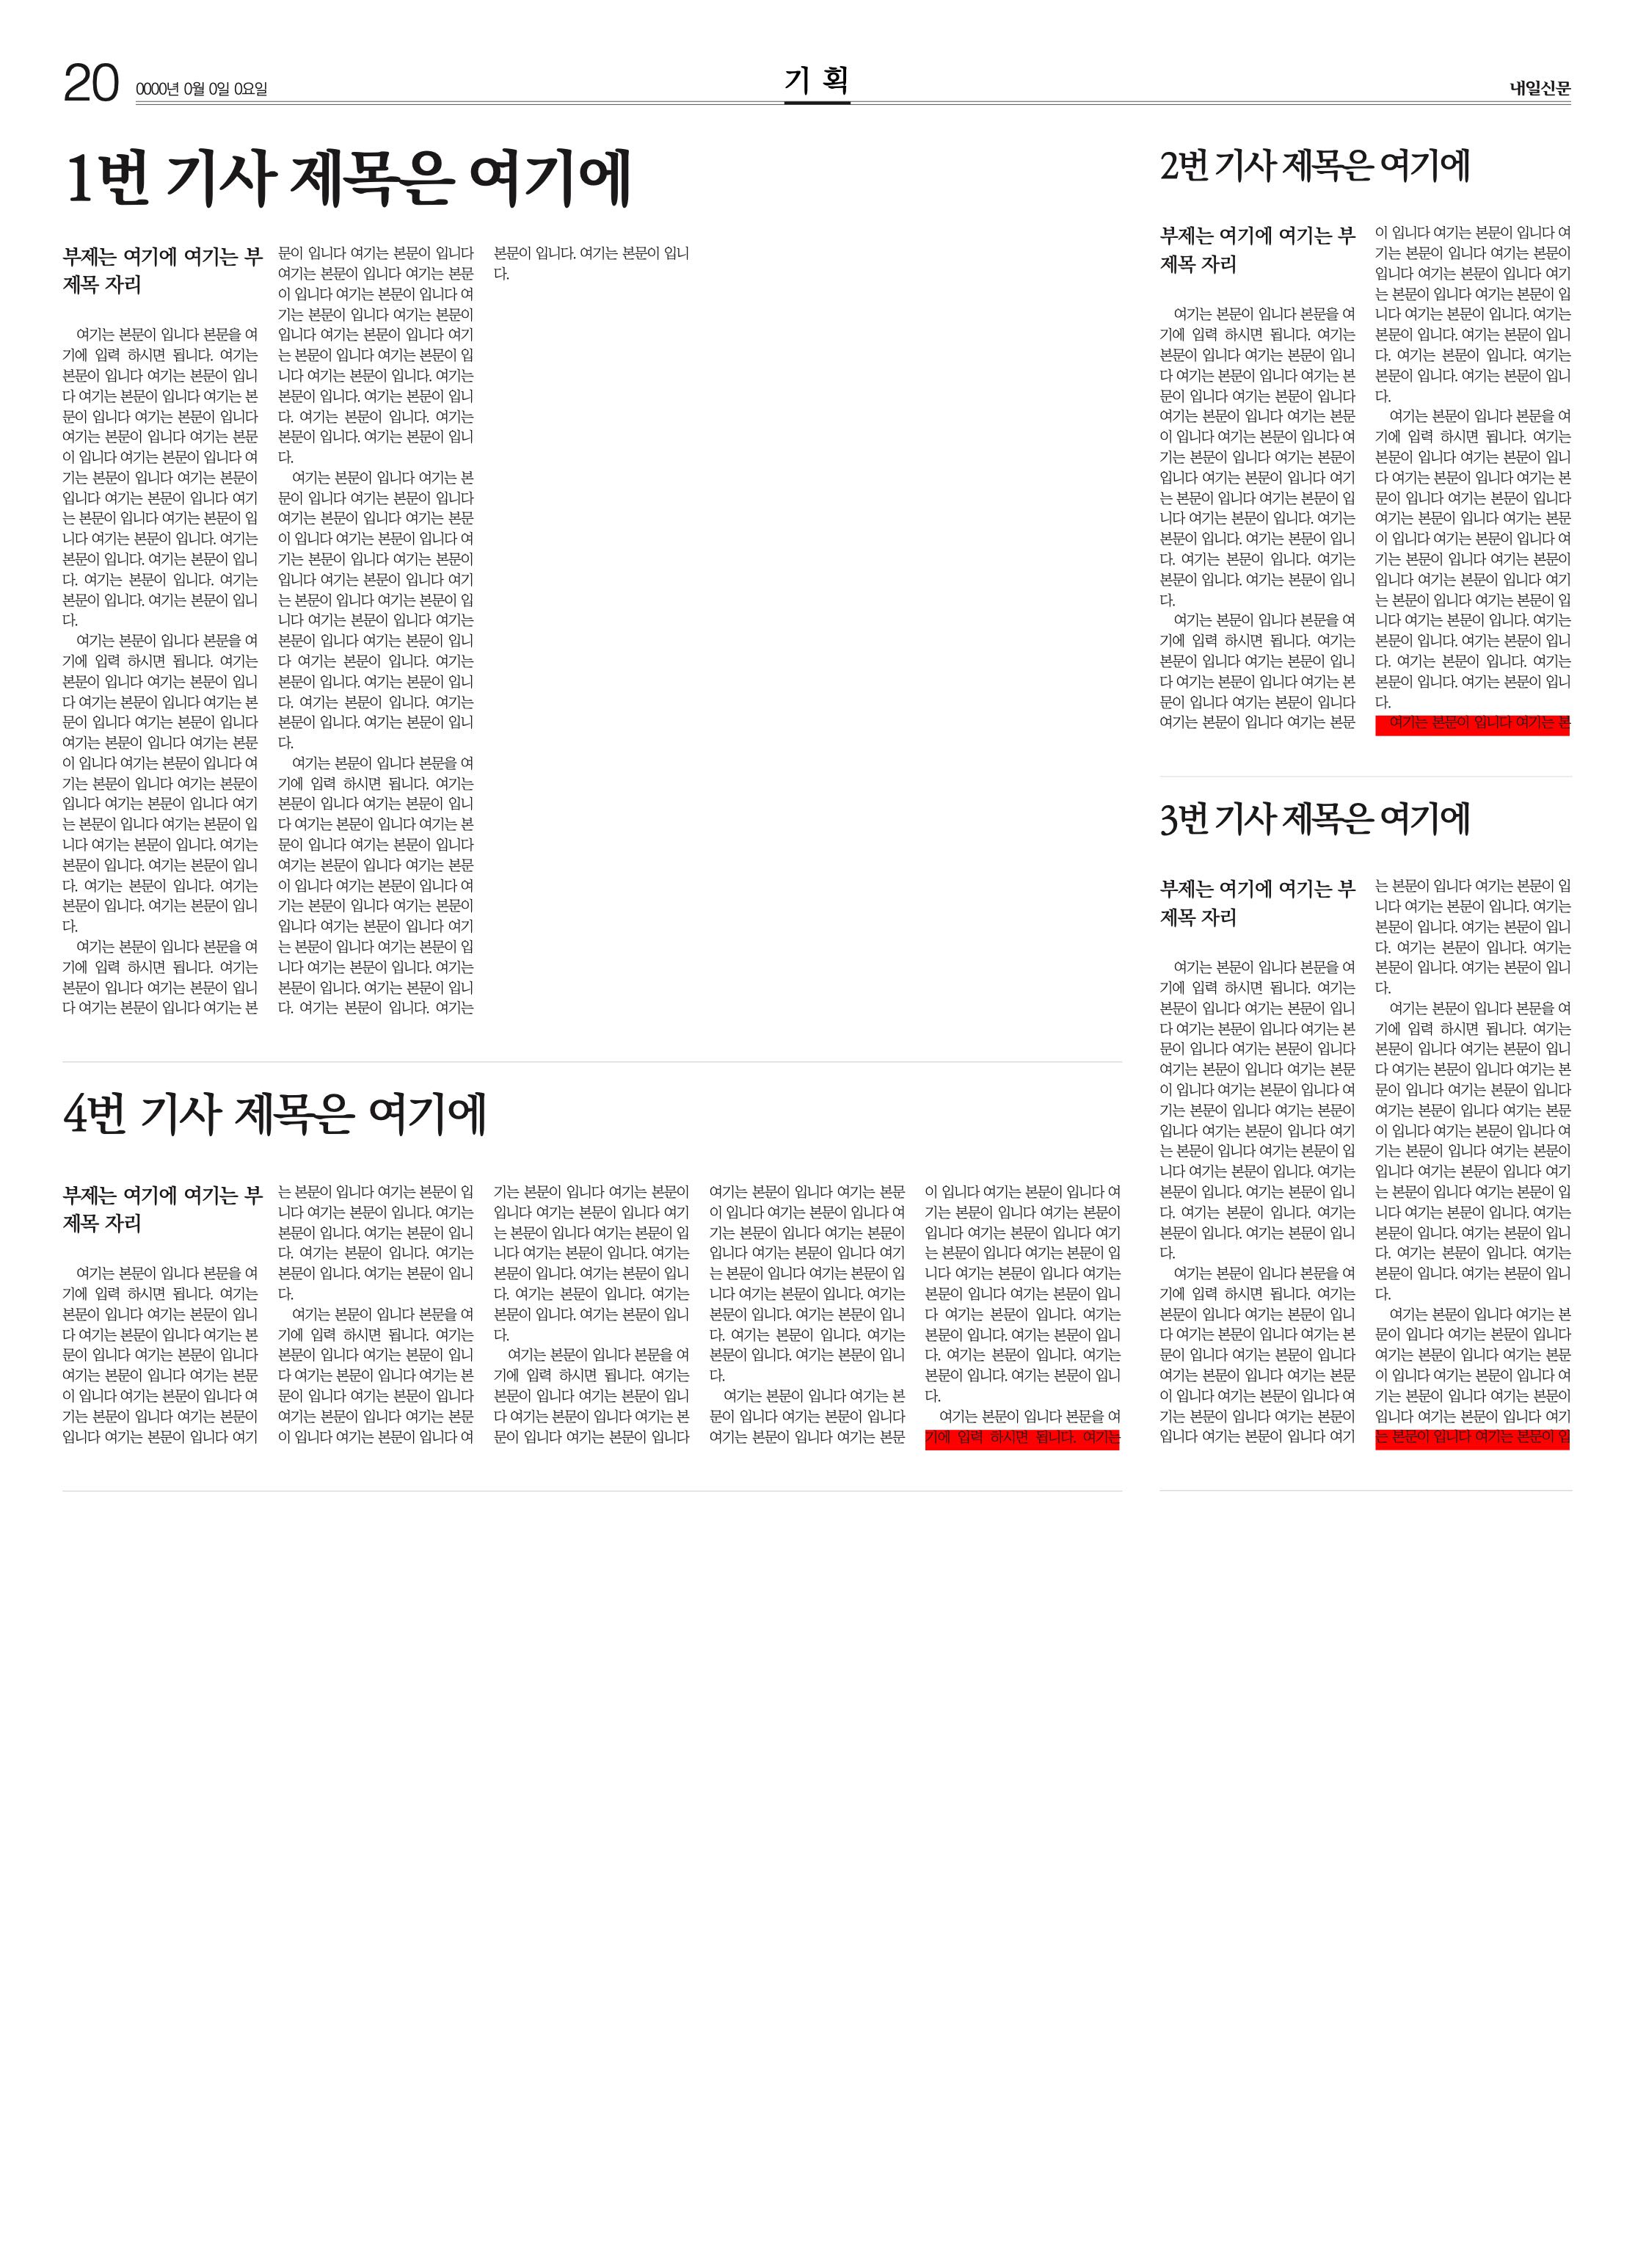 20
0000년 0월 0일 0요일
기 획
내일신문
1번 기사 제목은 여기에
부제는 여기에 여기는 부
제목 자리
여기는 본문이 입니다 본문을 여
기에 입력 하시면 됩니다. 여기는
본문이 입니다 여기는 본문이 입니
다 여기는 본문이 입니다 여기는 본
문이 입니다 여기는 본문이 입니다
여기는 본문이 입니다 여기는 본문
이 입니다 여기는 본문이 입니다 여
기는 본문이 입니다 여기는 본문이
입니다 여기는 본문이 입니다 여기
는 본문이 입니다 여기는 본문이 입
니다 여기는 본문이 입니다. 여기는
본문이 입니다. 여기는 본문이 입니
다. 여기는 본문이 입니다. 여기는
본문이 입니다. 여기는 본문이 입니
다.
여기는 본문이 입니다 본문을 여
기에 입력 하시면 됩니다. 여기는
본문이 입니다 여기는 본문이 입니
다 여기는 본문이 입니다 여기는 본
문이 입니다 여기는 본문이 입니다
여기는 본문이 입니다 여기는 본문
이 입니다 여기는 본문이 입니다 여
기는 본문이 입니다 여기는 본문이
입니다 여기는 본문이 입니다 여기
는 본문이 입니다 여기는 본문이 입
니다 여기는 본문이 입니다. 여기는
본문이 입니다. 여기는 본문이 입니
다. 여기는 본문이 입니다. 여기는
본문이 입니다. 여기는 본문이 입니
다.
여기는 본문이 입니다 본문을 여
기에 입력 하시면 됩니다. 여기는
본문이 입니다 여기는 본문이 입니
다 여기는 본문이 입니다 여기는 본
문이 입니다 여기는 본문이 입니다
여기는 본문이 입니다 여기는 본문
이 입니다 여기는 본문이 입니다 여
기는 본문이 입니다 여기는 본문이
입니다 여기는 본문이 입니다 여기
는 본문이 입니다 여기는 본문이 입
니다 여기는 본문이 입니다. 여기는
본문이 입니다. 여기는 본문이 입니
다. 여기는 본문이 입니다. 여기는
본문이 입니다. 여기는 본문이 입니
다.
여기는 본문이 입니다 여기는 본
문이 입니다 여기는 본문이 입니다
여기는 본문이 입니다 여기는 본문
이 입니다 여기는 본문이 입니다 여
기는 본문이 입니다 여기는 본문이
입니다 여기는 본문이 입니다 여기
는 본문이 입니다 여기는 본문이 입
니다 여기는 본문이 입니다 여기는
본문이 입니다 여기는 본문이 입니
다 여기는 본문이 입니다. 여기는
본문이 입니다. 여기는 본문이 입니
다. 여기는 본문이 입니다. 여기는
본문이 입니다. 여기는 본문이 입니
다.
여기는 본문이 입니다 본문을 여
기에 입력 하시면 됩니다. 여기는
본문이 입니다 여기는 본문이 입니
다 여기는 본문이 입니다 여기는 본
문이 입니다 여기는 본문이 입니다
여기는 본문이 입니다 여기는 본문
이 입니다 여기는 본문이 입니다 여
기는 본문이 입니다 여기는 본문이
입니다 여기는 본문이 입니다 여기
는 본문이 입니다 여기는 본문이 입
니다 여기는 본문이 입니다. 여기는
본문이 입니다. 여기는 본문이 입니
다. 여기는 본문이 입니다. 여기는
본문이 입니다. 여기는 본문이 입니
다.
2번 기사 제목은 여기에
부제는 여기에 여기는 부
제목 자리
여기는 본문이 입니다 본문을 여
기에 입력 하시면 됩니다. 여기는
본문이 입니다 여기는 본문이 입니
다 여기는 본문이 입니다 여기는 본
문이 입니다 여기는 본문이 입니다
여기는 본문이 입니다 여기는 본문
이 입니다 여기는 본문이 입니다 여
기는 본문이 입니다 여기는 본문이
입니다 여기는 본문이 입니다 여기
는 본문이 입니다 여기는 본문이 입
니다 여기는 본문이 입니다. 여기는
본문이 입니다. 여기는 본문이 입니
다. 여기는 본문이 입니다. 여기는
본문이 입니다. 여기는 본문이 입니
다.
여기는 본문이 입니다 본문을 여
기에 입력 하시면 됩니다. 여기는
본문이 입니다 여기는 본문이 입니
다 여기는 본문이 입니다 여기는 본
문이 입니다 여기는 본문이 입니다
여기는 본문이 입니다 여기는 본문
이 입니다 여기는 본문이 입니다 여
기는 본문이 입니다 여기는 본문이
입니다 여기는 본문이 입니다 여기
는 본문이 입니다 여기는 본문이 입
니다 여기는 본문이 입니다. 여기는
본문이 입니다. 여기는 본문이 입니
다. 여기는 본문이 입니다. 여기는
본문이 입니다. 여기는 본문이 입니
다.
여기는 본문이 입니다 본문을 여
기에 입력 하시면 됩니다. 여기는
본문이 입니다 여기는 본문이 입니
다 여기는 본문이 입니다 여기는 본
문이 입니다 여기는 본문이 입니다
여기는 본문이 입니다 여기는 본문
이 입니다 여기는 본문이 입니다 여
기는 본문이 입니다 여기는 본문이
입니다 여기는 본문이 입니다 여기
는 본문이 입니다 여기는 본문이 입
니다 여기는 본문이 입니다. 여기는
본문이 입니다. 여기는 본문이 입니
다. 여기는 본문이 입니다. 여기는
본문이 입니다. 여기는 본문이 입니
다.
여기는 본문이 입니다 여기는 본
3번 기사 제목은 여기에
부제는 여기에 여기는 부
제목 자리
여기는 본문이 입니다 본문을 여
기에 입력 하시면 됩니다. 여기는
본문이 입니다 여기는 본문이 입니
다 여기는 본문이 입니다 여기는 본
문이 입니다 여기는 본문이 입니다
여기는 본문이 입니다 여기는 본문
이 입니다 여기는 본문이 입니다 여
기는 본문이 입니다 여기는 본문이
입니다 여기는 본문이 입니다 여기
는 본문이 입니다 여기는 본문이 입
니다 여기는 본문이 입니다. 여기는
본문이 입니다. 여기는 본문이 입니
다. 여기는 본문이 입니다. 여기는
본문이 입니다. 여기는 본문이 입니
다.
여기는 본문이 입니다 본문을 여
기에 입력 하시면 됩니다. 여기는
본문이 입니다 여기는 본문이 입니
다 여기는 본문이 입니다 여기는 본
문이 입니다 여기는 본문이 입니다
여기는 본문이 입니다 여기는 본문
이 입니다 여기는 본문이 입니다 여
기는 본문이 입니다 여기는 본문이
입니다 여기는 본문이 입니다 여기
는 본문이 입니다 여기는 본문이 입
니다 여기는 본문이 입니다. 여기는
본문이 입니다. 여기는 본문이 입니
다. 여기는 본문이 입니다. 여기는
본문이 입니다. 여기는 본문이 입니
다.
여기는 본문이 입니다 본문을 여
기에 입력 하시면 됩니다. 여기는
본문이 입니다 여기는 본문이 입니
다 여기는 본문이 입니다 여기는 본
문이 입니다 여기는 본문이 입니다
여기는 본문이 입니다 여기는 본문
이 입니다 여기는 본문이 입니다 여
기는 본문이 입니다 여기는 본문이
입니다 여기는 본문이 입니다 여기
는 본문이 입니다 여기는 본문이 입
니다 여기는 본문이 입니다. 여기는
본문이 입니다. 여기는 본문이 입니
다. 여기는 본문이 입니다. 여기는
본문이 입니다. 여기는 본문이 입니
다.
여기는 본문이 입니다 여기는 본
문이 입니다 여기는 본문이 입니다
여기는 본문이 입니다 여기는 본문
이 입니다 여기는 본문이 입니다 여
기는 본문이 입니다 여기는 본문이
입니다 여기는 본문이 입니다 여기
는 본문이 입니다 여기는 본문이 입
4번 기사 제목은 여기에
부제는 여기에 여기는 부
제목 자리
여기는 본문이 입니다 본문을 여
기에 입력 하시면 됩니다. 여기는
본문이 입니다 여기는 본문이 입니
다 여기는 본문이 입니다 여기는 본
문이 입니다 여기는 본문이 입니다
여기는 본문이 입니다 여기는 본문
이 입니다 여기는 본문이 입니다 여
기는 본문이 입니다 여기는 본문이
입니다 여기는 본문이 입니다 여기
는 본문이 입니다 여기는 본문이 입
니다 여기는 본문이 입니다. 여기는
본문이 입니다. 여기는 본문이 입니
다. 여기는 본문이 입니다. 여기는
본문이 입니다. 여기는 본문이 입니
다.
여기는 본문이 입니다 본문을 여
기에 입력 하시면 됩니다. 여기는
본문이 입니다 여기는 본문이 입니
다 여기는 본문이 입니다 여기는 본
문이 입니다 여기는 본문이 입니다
여기는 본문이 입니다 여기는 본문
이 입니다 여기는 본문이 입니다 여
기는 본문이 입니다 여기는 본문이
입니다 여기는 본문이 입니다 여기
는 본문이 입니다 여기는 본문이 입
니다 여기는 본문이 입니다. 여기는
본문이 입니다. 여기는 본문이 입니
다. 여기는 본문이 입니다. 여기는
본문이 입니다. 여기는 본문이 입니
다.
여기는 본문이 입니다 본문을 여
기에 입력 하시면 됩니다. 여기는
본문이 입니다 여기는 본문이 입니
다 여기는 본문이 입니다 여기는 본
문이 입니다 여기는 본문이 입니다
여기는 본문이 입니다 여기는 본문
이 입니다 여기는 본문이 입니다 여
기는 본문이 입니다 여기는 본문이
입니다 여기는 본문이 입니다 여기
는 본문이 입니다 여기는 본문이 입
니다 여기는 본문이 입니다. 여기는
본문이 입니다. 여기는 본문이 입니
다. 여기는 본문이 입니다. 여기는
본문이 입니다. 여기는 본문이 입니
다.
여기는 본문이 입니다 여기는 본
문이 입니다 여기는 본문이 입니다
여기는 본문이 입니다 여기는 본문
이 입니다 여기는 본문이 입니다 여
기는 본문이 입니다 여기는 본문이
입니다 여기는 본문이 입니다 여기
는 본문이 입니다 여기는 본문이 입
니다 여기는 본문이 입니다 여기는
본문이 입니다 여기는 본문이 입니
다 여기는 본문이 입니다. 여기는
본문이 입니다. 여기는 본문이 입니
다. 여기는 본문이 입니다. 여기는
본문이 입니다. 여기는 본문이 입니
다.
여기는 본문이 입니다 본문을 여
기에 입력 하시면 됩니다. 여기는